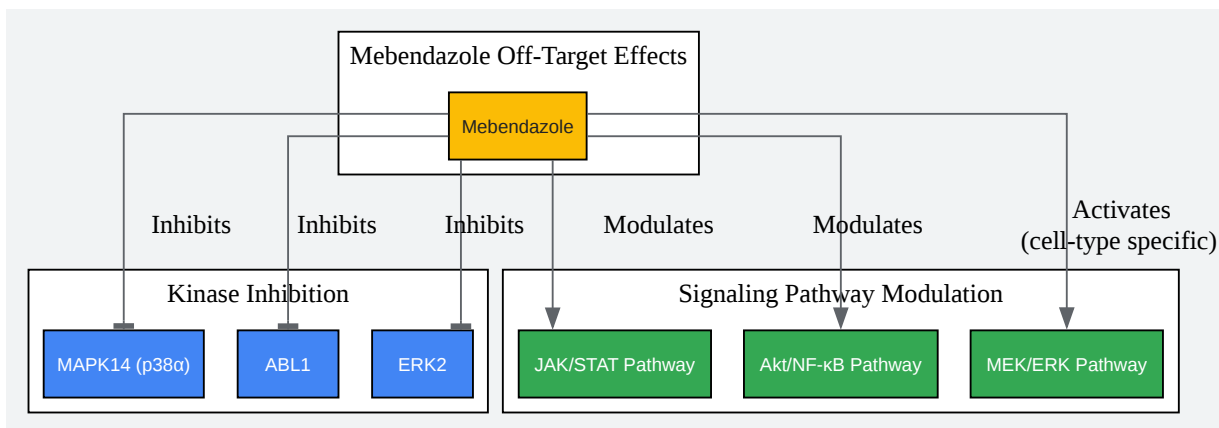 Mebendazole Off-Target Effects
Mebendazole
Inhibits
Inhibits
Inhibits
Modulates
Modulates
Activates
(cell-type specific)
Kinase Inhibition
Signaling Pathway Modulation
MAPK14 (p38α)
ABL1
ERK2
JAK/STAT Pathway
Akt/NF-κB Pathway
MEK/ERK Pathway